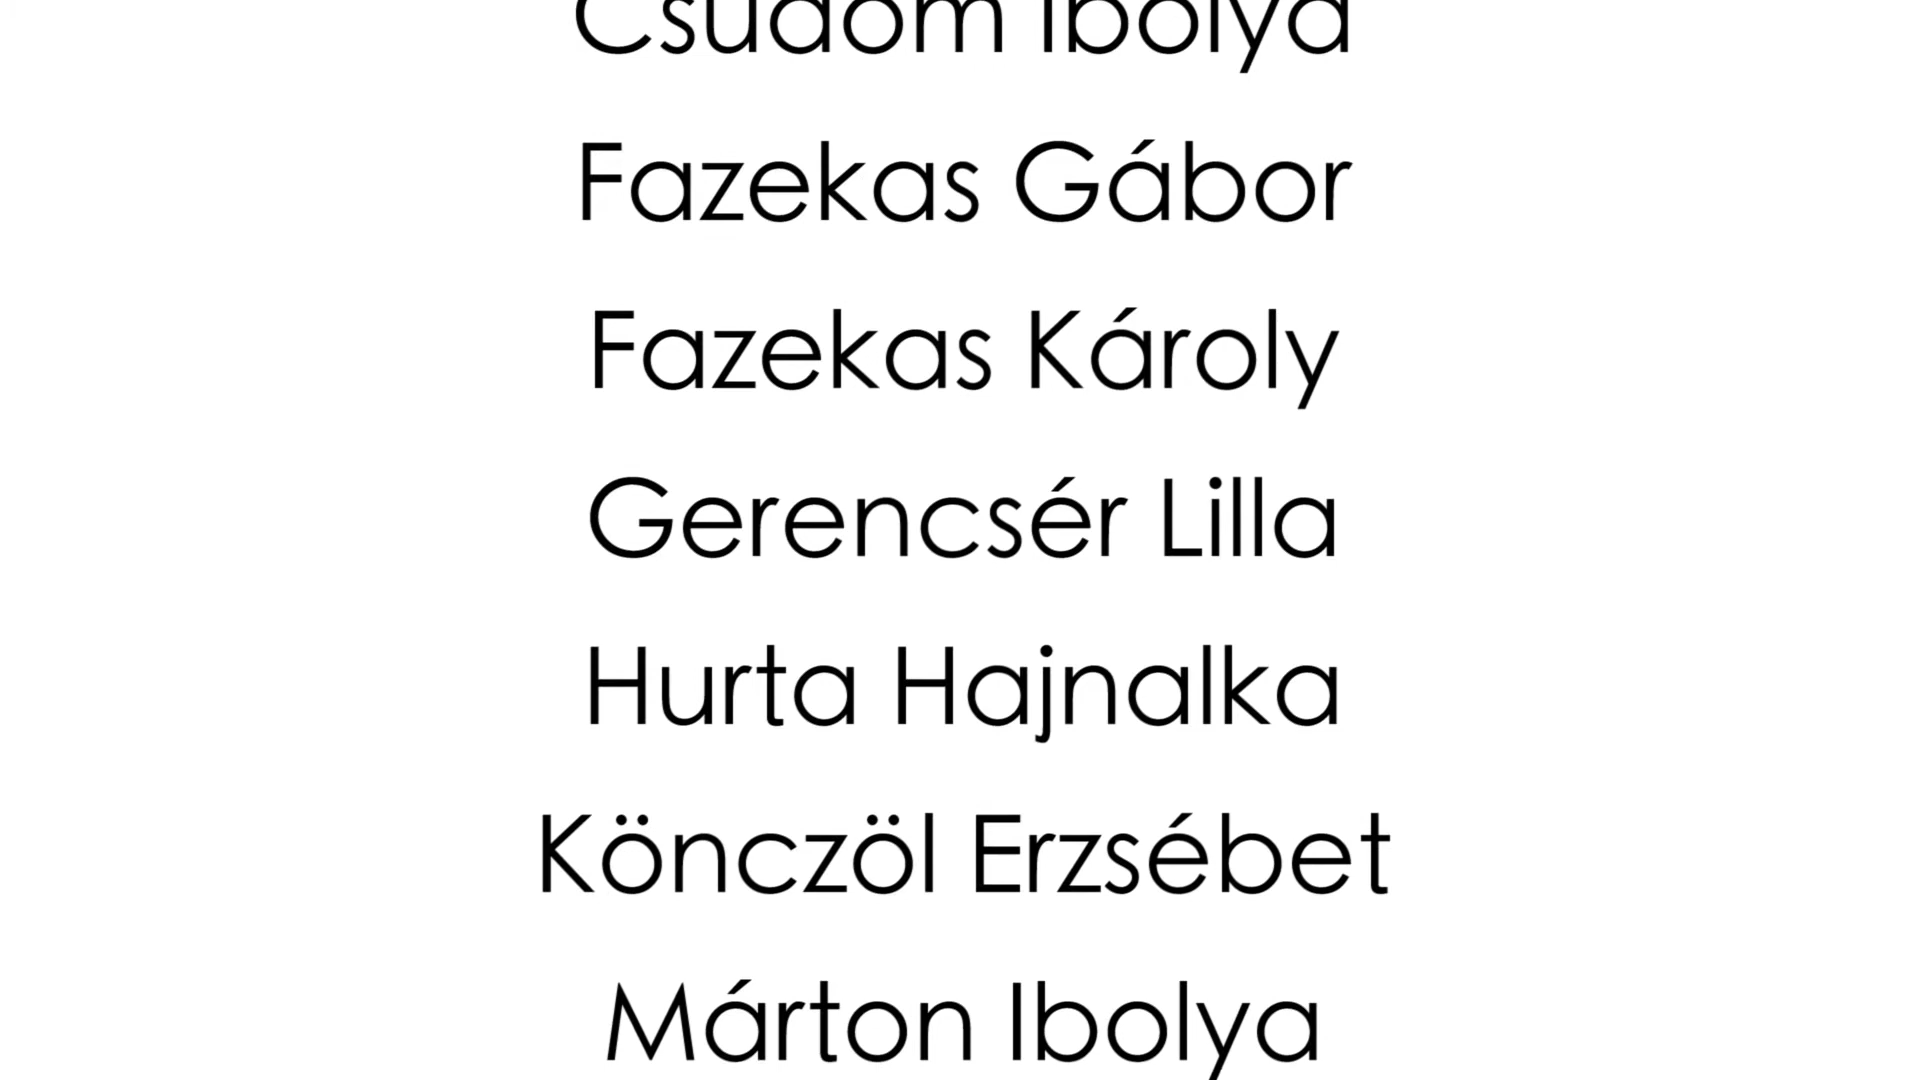 Csudom Ibolya
Fazekas Gábor
Fazekas Károly
Gerencsér Lilla
Hurta Hajnalka
Könczöl Erzsébet
Márton Ibolya